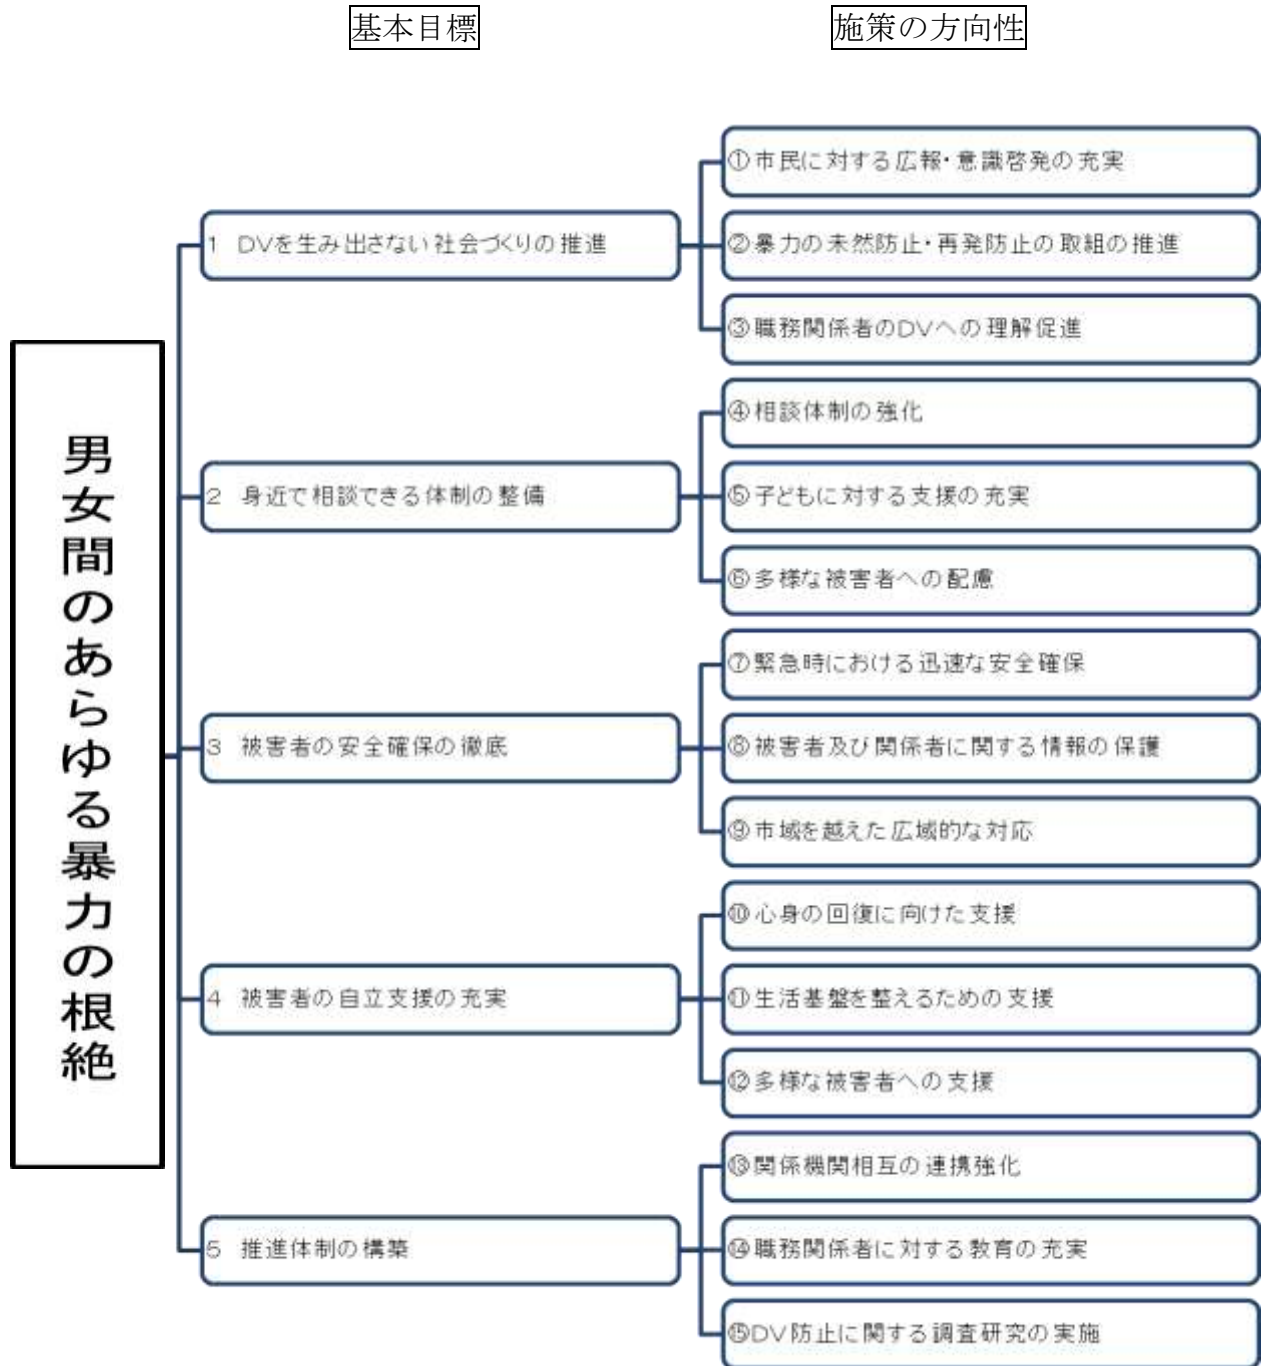 基本目標
施策の方向性
男女間のあらゆる暴力の根絶
1 DVを生み出さない社会づくりの推進
①市民に対する広報・意識啓発の充実
②暴力の未然防止・再発防止の取組の推進
③職務関係者のDVへの理解促進
2 身近で相談できる体制の整備
④相談体制の強化
⑤子どもに対する支援の充実
⑥多様な被害者への配慮
3 被害者の安全確保の徹底
⑦緊急時における迅速な安全確保
⑧被害者及び関係者に関する情報の保護
⑨市域を越えた広域的な対応
4 被害者の自立支援の充実
⑩心身の回復に向けた支援
⑪生活基盤を整えるための支援
⑫多様な被害者への支援
5 推進体制の構築
⑬関係機関相互の連携強化
⑭職務関係者に対する教育の充実
⑮DV防止に関する調査研究の実施